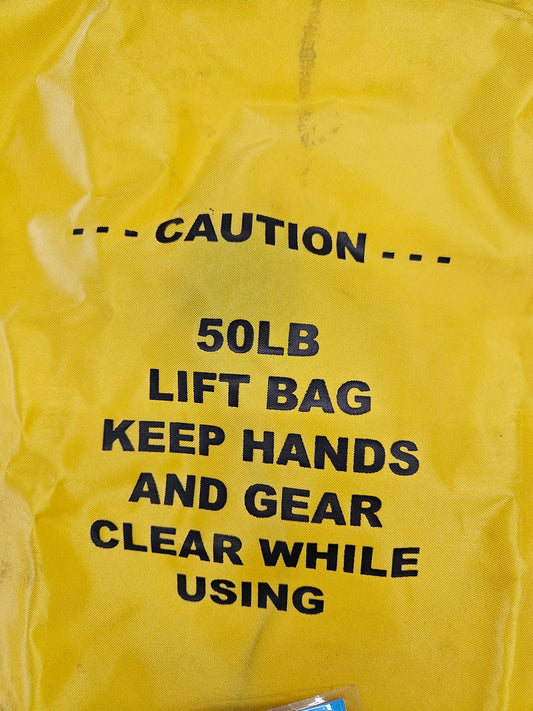 --- CAUTION ---
50LB
LIFT BAG
KEEP HANDS
AND GEAR
CLEAR WHILE
USING